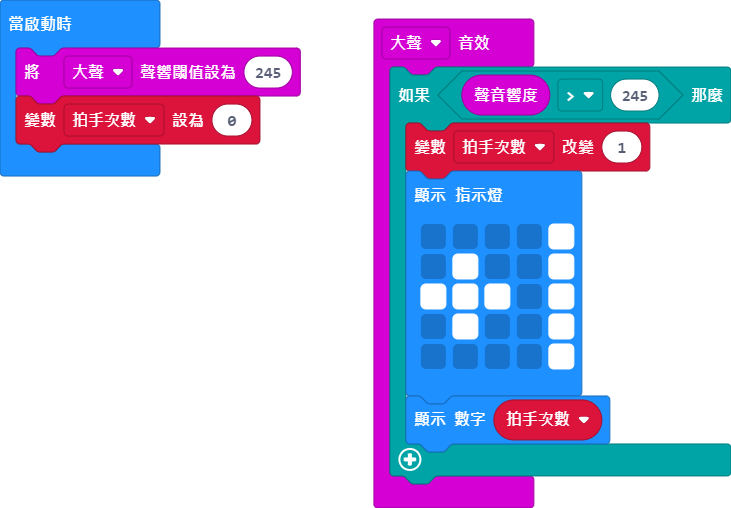 當啟動時
將 大聲 聲響閾值設為 245
變數 拍手次數 設為 0
大聲 音效
如果 聲音響度 > 245 那麼
變數 拍手次數 改變 1
顯示 指示燈
顯示 數字 拍手次數